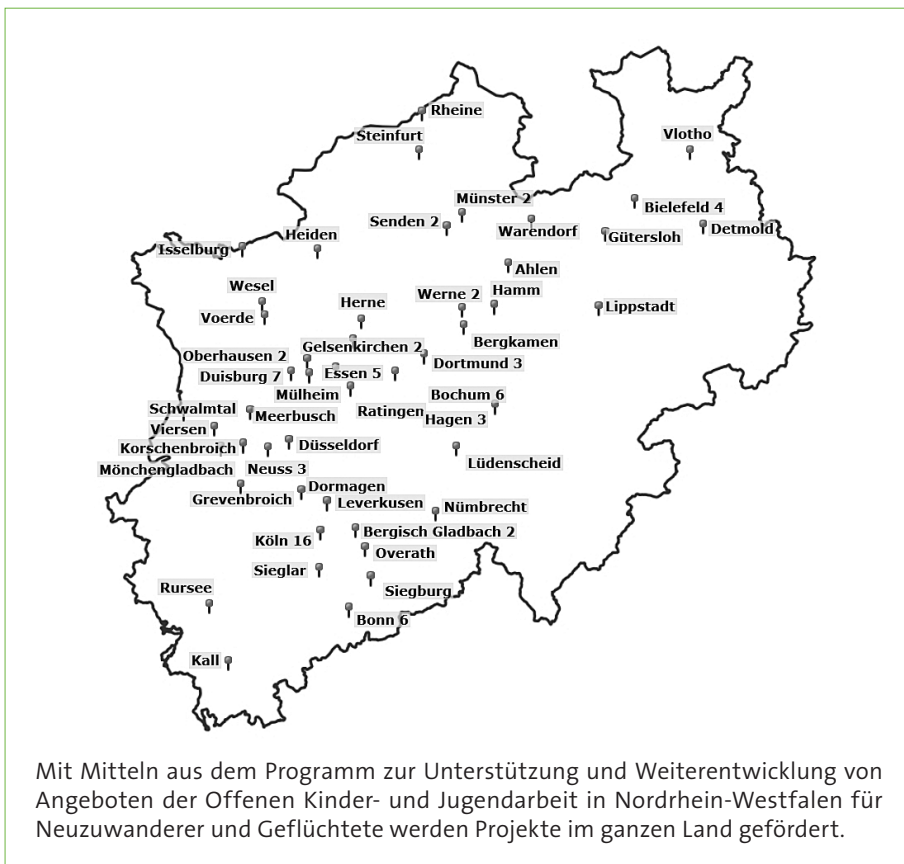 Rheine
Steinfurt
Vlotho
Münster 2
Bielefeld 4
Senden 2
Warendorf
Detmold
Heiden
Gütersloh
Isselburg
Ahlen
Wesel
Werne 2
Hamm
Herne
Lippstadt
Voerde
Bergkamen
Gelsenkirchen 2
Oberhausen 2
Dortmund 3
Duisburg 7
Essen 5
Mülheim
Bochum 6
Schwalmtal
Meerbusch
Ratingen
Hagen 3
Viersen
Korschenbroich
Düsseldorf
Lüdenscheid
Mönchengladbach
Neuss 3
Dormagen
Grevenbroich
Leverkusen
Nümbrecht
Bergisch Gladbach 2
Köln 16
Overath
Sieglar
Siegburg
Rursee
Bonn 6
Kall
Mit Mitteln aus dem Programm zur Unterstützung und Weiterentwicklung von
Angeboten der Offenen Kinder- und Jugendarbeit in Nordrhein-Westfalen für
Neuzuwanderer und Geflüchtete werden Projekte im ganzen Land gefördert.